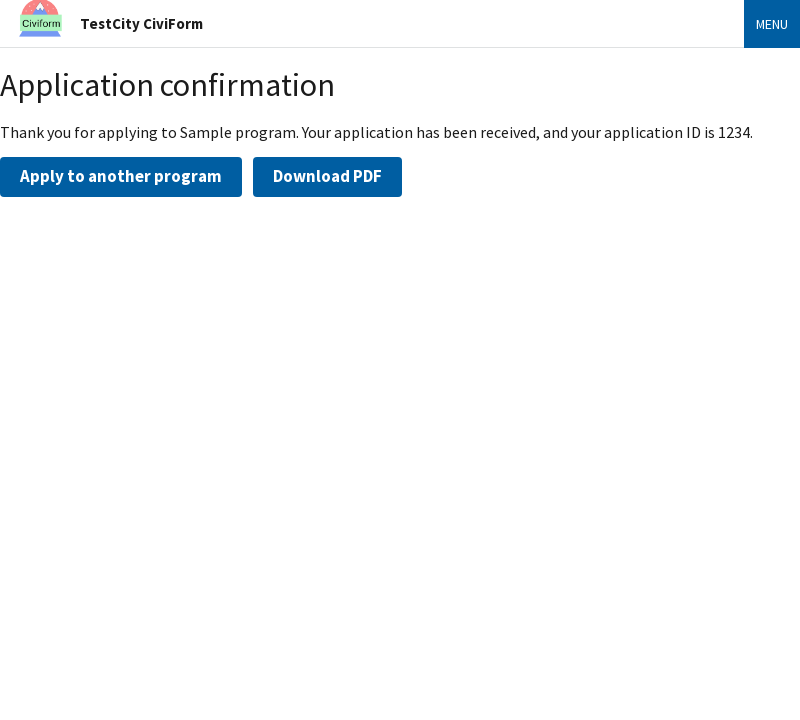 Civiform
TestCity CiviForm
MENU
Application confirmation
Thank you for applying to Sample program. Your application has been received, and your application ID is 1234.
Apply to another program
Download PDF